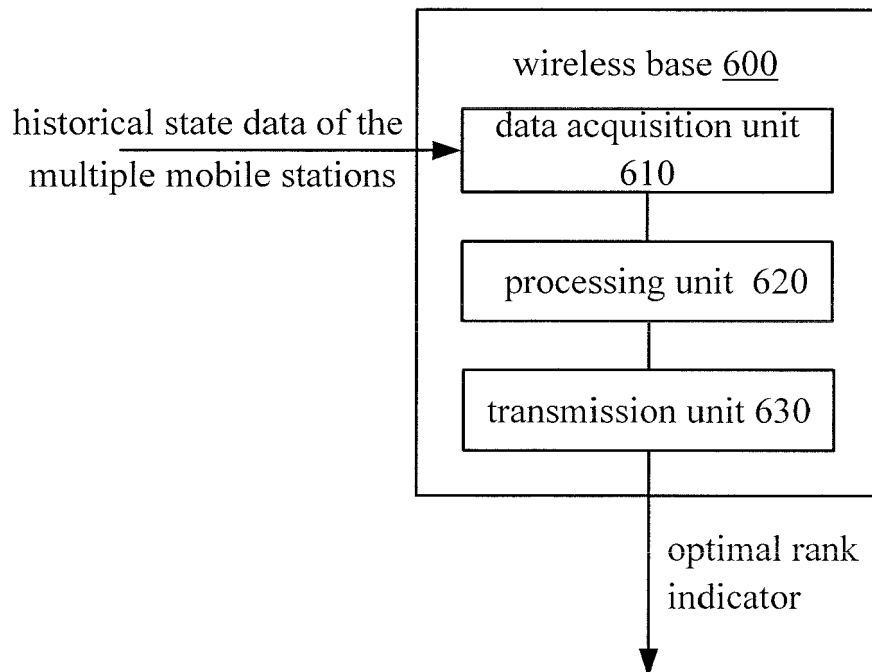 wireless base 600
historical state data of the
multiple mobile stations
data acquisition unit
610
processing unit 620
transmission unit 630
optimal rank
indicator